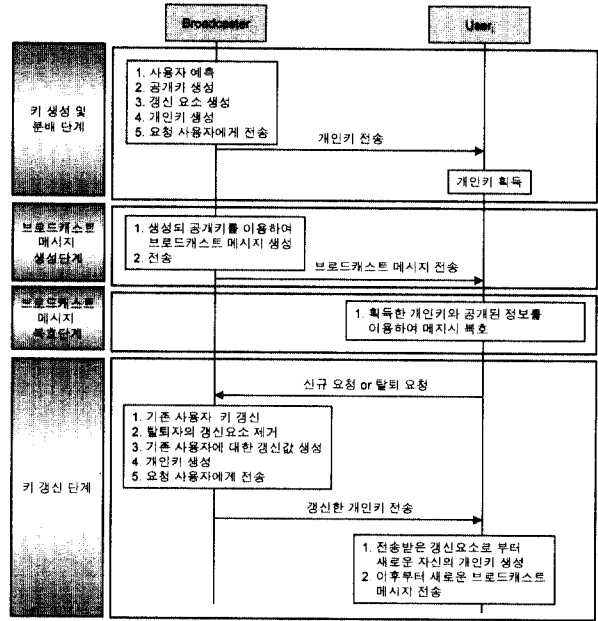 Broadcaster
User
키 생성 및
분배 단계
1. 사용자 예측
2. 공개키 생성
3. 갱신 요소 생성
4. 개인키 생성
5. 요청 사용자에게 전송
개인키 전송
개인키 획득
브로드캐스트
메시지
생성단계
1. 생성되 공개키를 이용하여
브로드캐스트 메시지 생성
2. 전송
브로드캐스트 메시지 전송
브로드캐스트
메시지
복호단계
1. 획득한 개인키와 공개된 정보를
이용하여 메지시 복호
키 갱신 단계
신규 요청 or 탈퇴 요청
1. 기존 사용자 키 갱신
2. 탈퇴자의 갱신요소 제거
3. 기존 사용자에 대한 갱신값 생성
4. 개인키 생성
5. 요청 사용자에게 전송
갱신한 개인키 전송
1. 전송받은 갱신요소로 부터
새로운 자신의 개인키 생성
2. 이후부터 새로운 브로드캐스트
메시지 전송